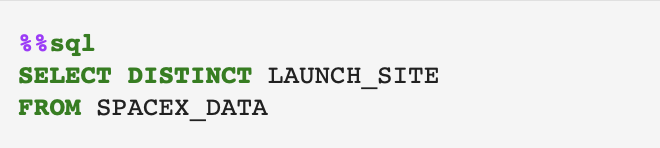 %%sql
SELECT DISTINCT LAUNCH_SITE
FROM SPACEX_DATA